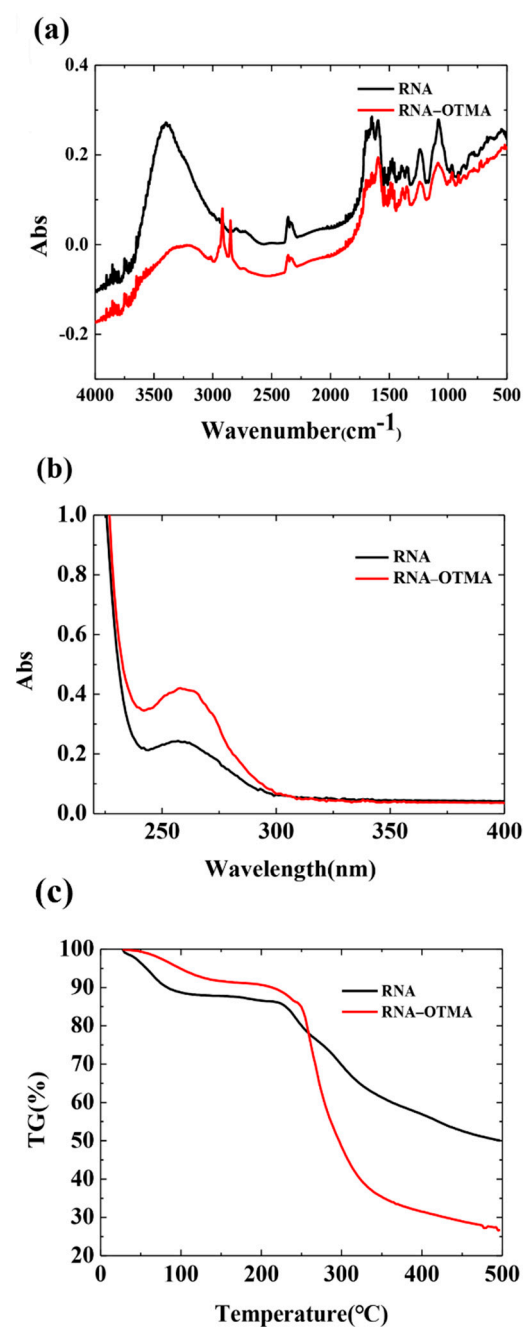 (a)
0.4
0.2
0.0
-0.2
Abs
RNA
RNA–OTMA
4000 3500 3000 2500 2000 1500 1000 500
Wavenumber(cm-1)
(b)
1.0
0.8
0.6
0.4
0.2
0.0
Abs
RNA
RNA–OTMA
250 300 350 400
Wavelength(nm)
(c)
100
90
80
70
60
50
40
30
20
TG(%)
RNA
RNA–OTMA
0 100 200 300 400 500
Temperature(°C)